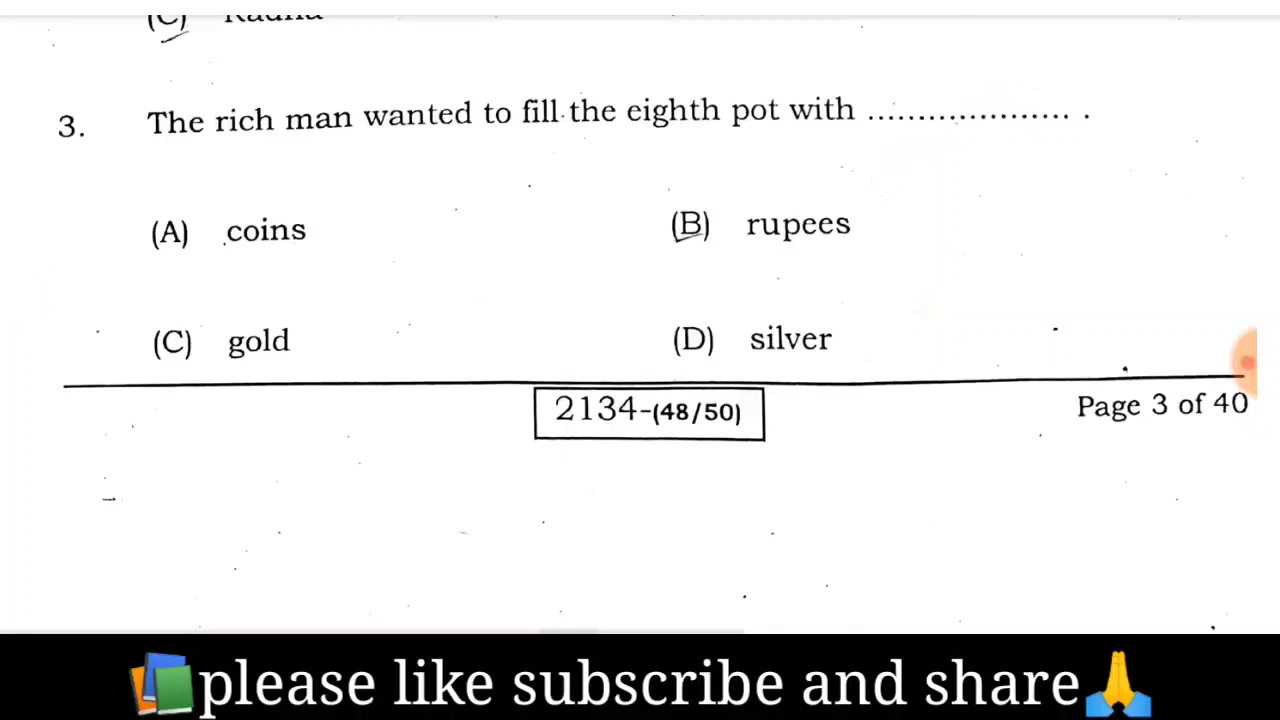 3. The rich man wanted to fill the eighth pot with .................... .
(A) coins (B) rupees
(C) gold (D) silver
2134-(48/50)
Page 3 of 40
📚please like subscribe and share🙏